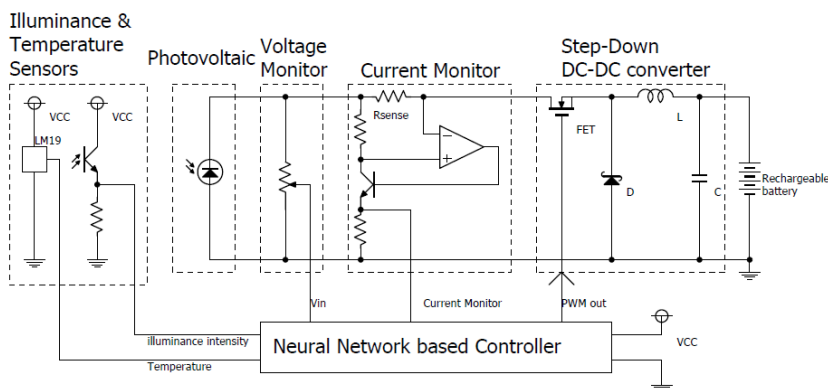 Illuminance &
Temperature
Sensors
Photovoltaic
Voltage
Monitor
Current Monitor
Step-Down
DC-DC converter
VCC
VCC
LM19
Rsense
FET
L
D
C
Rechargeable
battery
Vin
Current Monitor
PWM out
illuminance intensity
Temperature
Neural Network based Controller
VCC